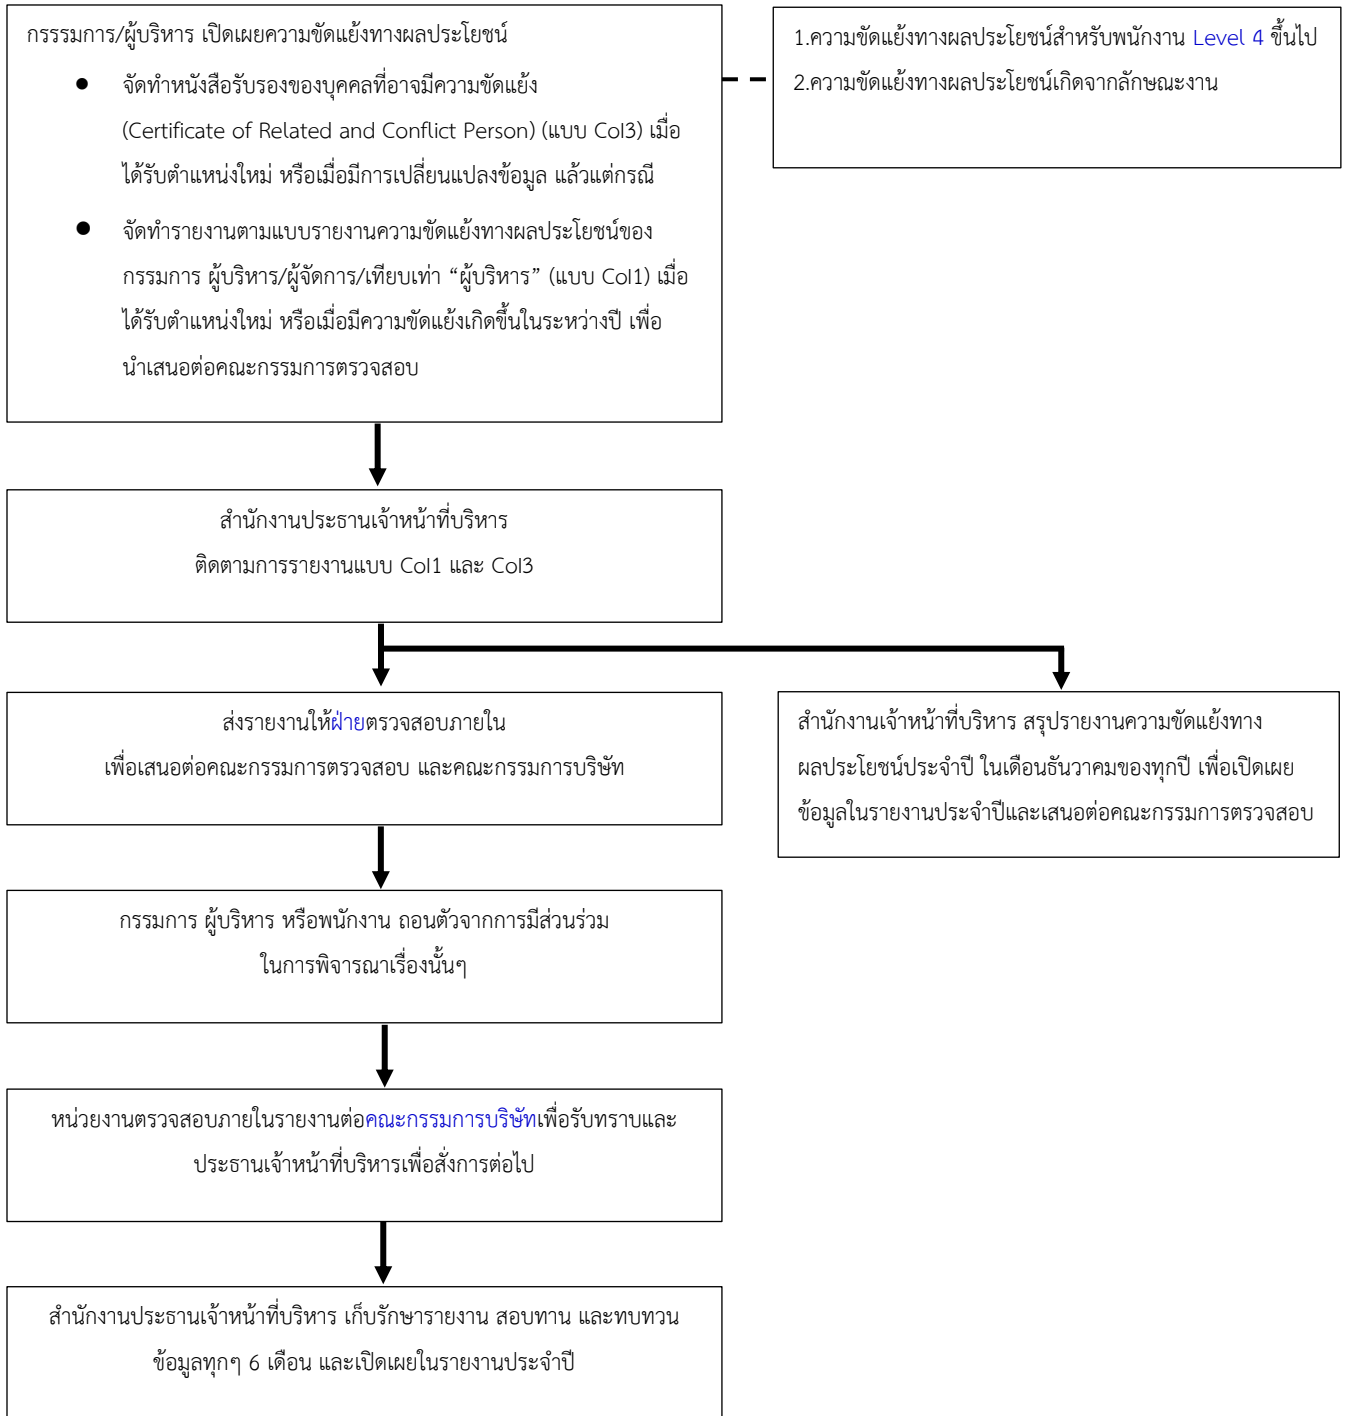 กรรรมการ/ผู้บริหาร เปิดเผยความขัดแย้งทางผลประโยชน์
● จัดทำหนังสือรับรองของบุคคลที่อาจมีความขัดแย้ง
(Certificate of Related and Conflict Person) (แบบ CoI3) เมื่อ
ได้รับตำแหน่งใหม่ หรือเมื่อมีการเปลี่ยนแปลงข้อมูล แล้วแต่กรณี
● จัดทำรายงานตามแบบรายงานความขัดแย้งทางผลประโยชน์ของ
กรรมการ ผู้บริหาร/ผู้จัดการ/เทียบเท่า “ผู้บริหาร” (แบบ CoI1) เมื่อ
ได้รับตำแหน่งใหม่ หรือเมื่อมีความขัดแย้งเกิดขึ้นในระหว่างปี เพื่อ
นำเสนอต่อคณะกรรมการตรวจสอบ
1.ความขัดแย้งทางผลประโยชน์สำหรับพนักงาน Level 4 ขึ้นไป
2.ความขัดแย้งทางผลประโยชน์เกิดจากลักษณะงาน
สำนักงานประธานเจ้าหน้าที่บริหาร
ติดตามการรายงานแบบ CoI1 และ CoI3
ส่งรายงานให้ฝ่ายตรวจสอบภายใน
เพื่อเสนอต่อคณะกรรมการตรวจสอบ และคณะกรรมการบริษัท
สำนักงานเจ้าหน้าที่บริหาร สรุปรายงานความขัดแย้งทาง
ผลประโยชน์ประจำปี ในเดือนธันวาคมของทุกปี เพื่อเปิดเผย
ข้อมูลในรายงานประจำปีและเสนอต่อคณะกรรมการตรวจสอบ
กรรมการ ผู้บริหาร หรือพนักงาน ถอนตัวจากการมีส่วนร่วม
ในการพิจารณาเรื่องนั้นๆ
หน่วยงานตรวจสอบภายในรายงานต่อคณะกรรมการบริษัทเพื่อรับทราบและ
ประธานเจ้าหน้าที่บริหารเพื่อสั่งการต่อไป
สำนักงานประธานเจ้าหน้าที่บริหาร เก็บรักษารายงาน สอบทาน และทบทวน
ข้อมูลทุกๆ 6 เดือน และเปิดเผยในรายงานประจำปี